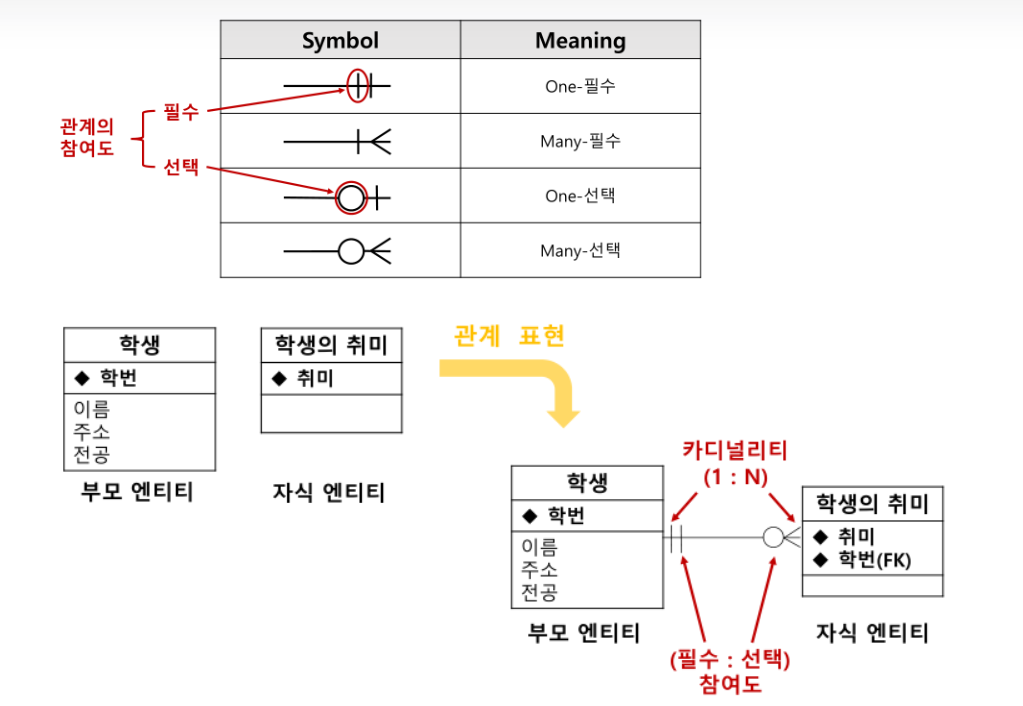 Symbol Meaning
One-필수
Many-필수
One-선택
Many-선택
필수
관계의
참여도
선택
학생
◆ 학번
이름
주소
전공
부모 엔티티
학생의 취미
◆ 취미
자식 엔티티
관계 표현
카디널리티
(1 : N)
학생
◆ 학번
이름
주소
전공
부모 엔티티
학생의 취미
◆ 취미
◆ 학번(FK)
자식 엔티티
(필수 : 선택)
참여도